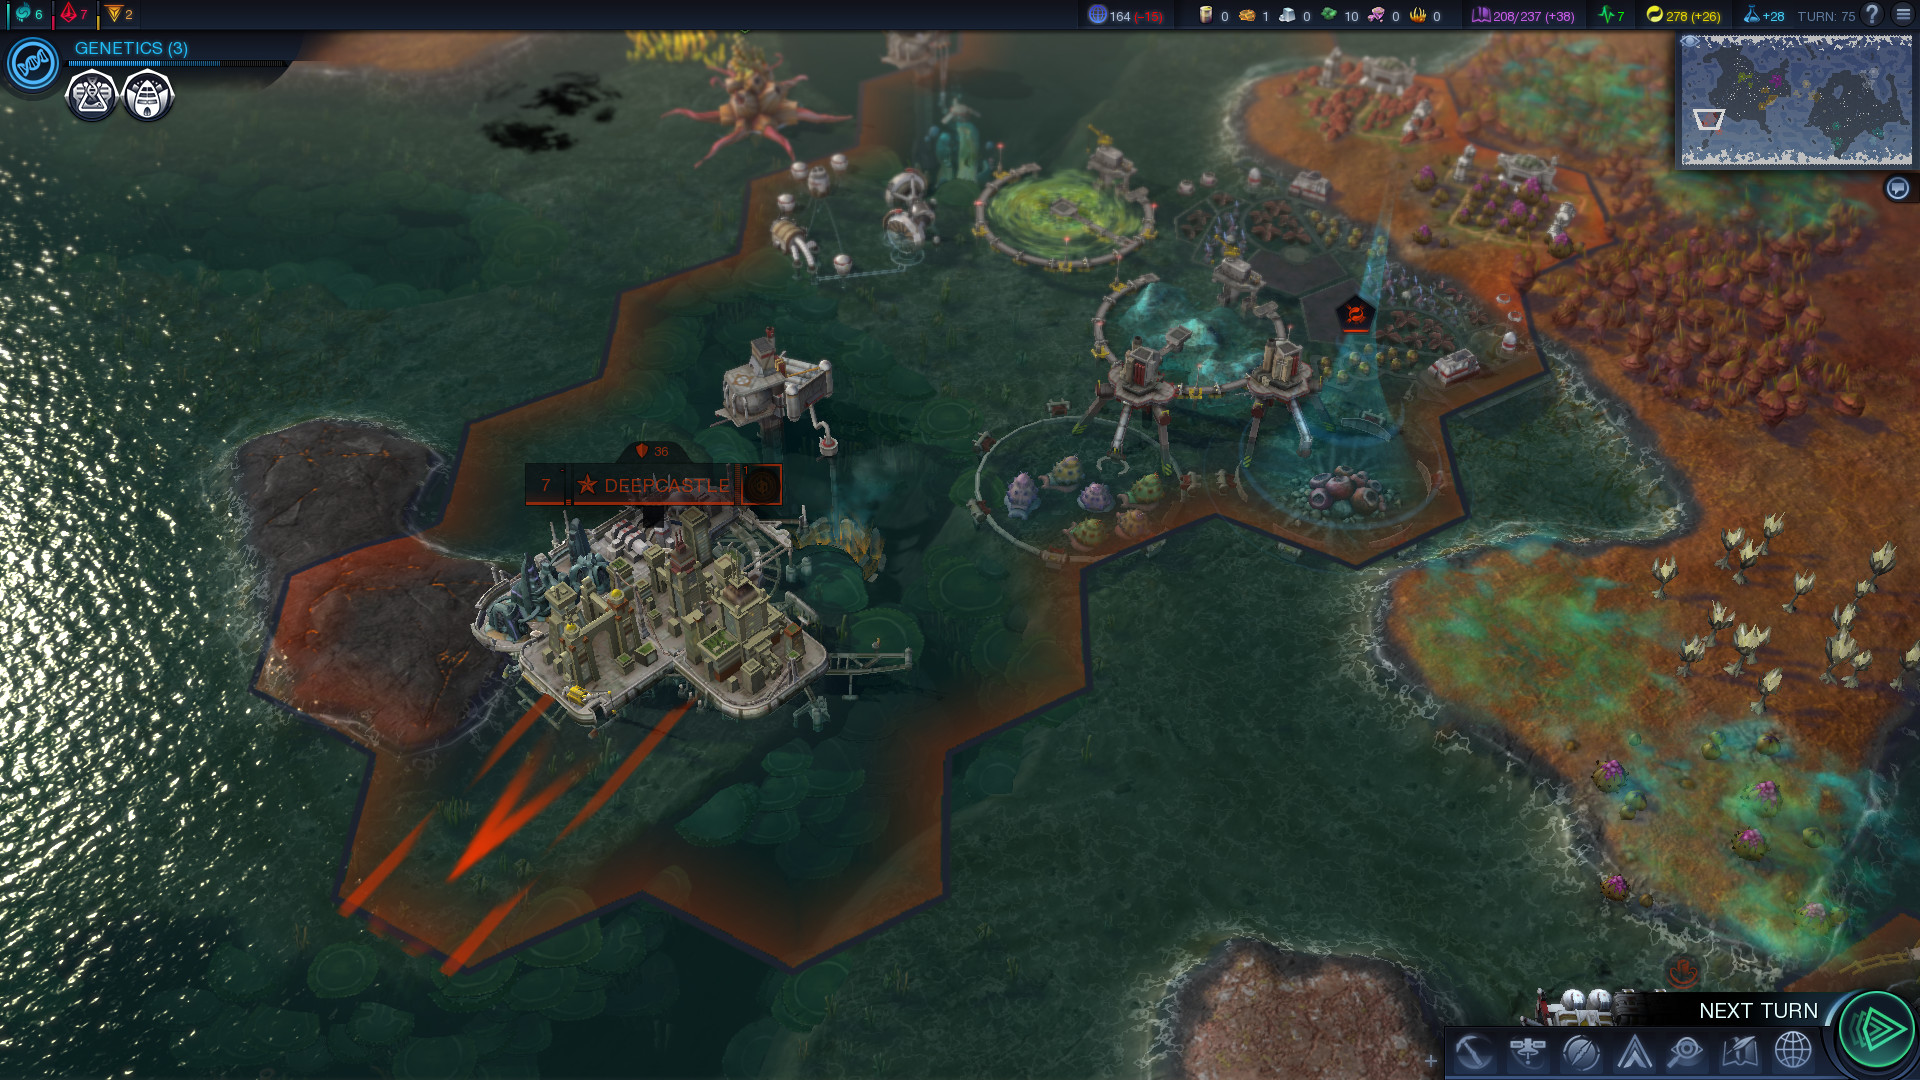 6 7 2 164 (-15) 0 1 0 10 0 0 208/237 (+38) 7 278 (+26) +28 TURN: 75 ?
GENETICS (3)
36
7 DEEPCASTLE 1
NEXT TURN